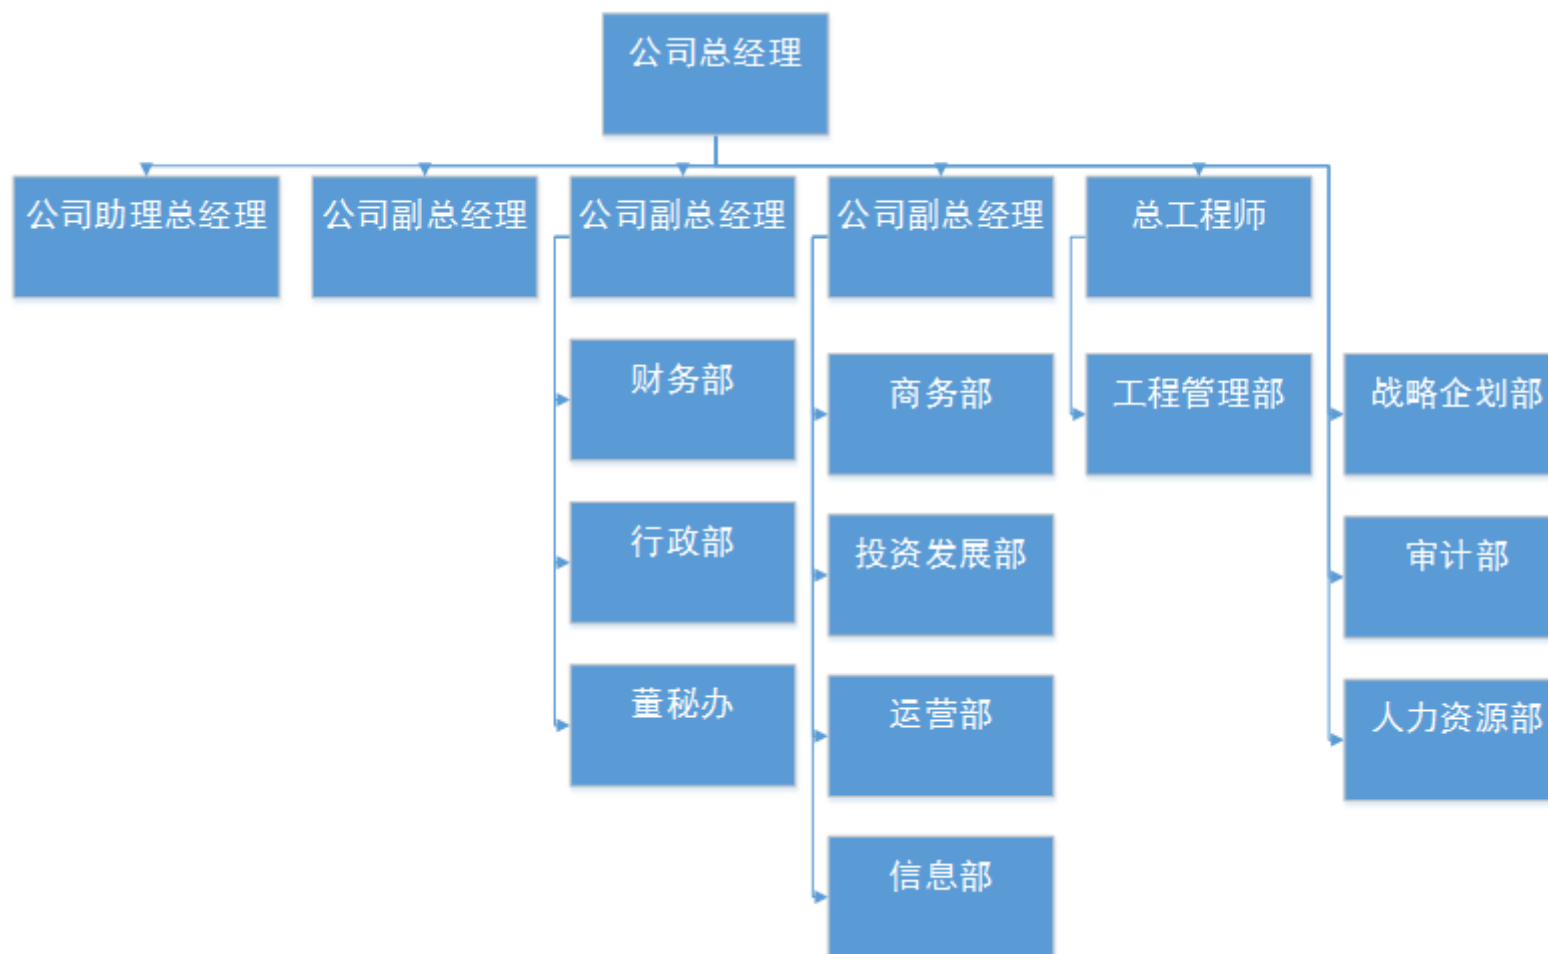 公司总经理
公司助理总经理
公司副总经理
公司副总经理
公司副总经理
总工程师
财务部
行政部
董秘办
商务部
投资发展部
运营部
信息部
工程管理部
战略企划部
审计部
人力资源部